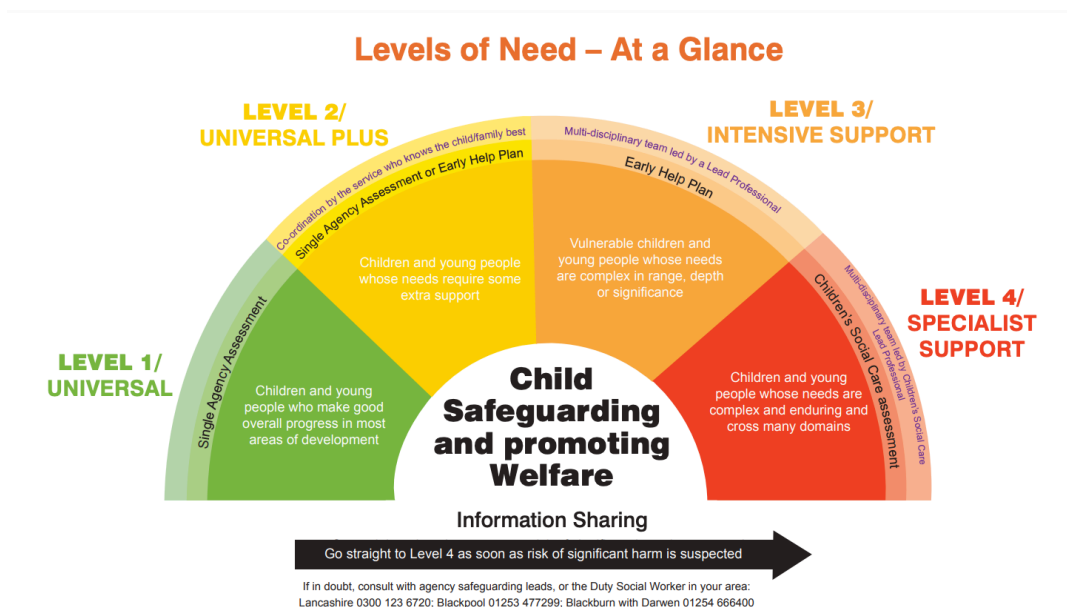 Levels of Need – At a Glance
LEVEL 1/
UNIVERSAL
Single Agency Assessment
Children and young
people who make good
overall progress in most
areas of development
LEVEL 2/
UNIVERSAL PLUS
Co-ordination by the service who knows the child/family best
Single Agency Assessment or Early Help Plan
Children and young people
whose needs require some
extra support
LEVEL 3/
INTENSIVE SUPPORT
Multi-disciplinary team led by a Lead Professional
Early Help Plan
Vulnerable children and
young people whose needs
are complex in range, depth
or significance
LEVEL 4/
SPECIALIST
SUPPORT
Multi-disciplinary team led by Children's Social Care
Lead Professional
Children's Social Care assessment
Children and young
people whose needs are
complex and enduring and
cross many domains
Child
Safeguarding
and promoting
Welfare
Information Sharing
Go straight to Level 4 as soon as risk of significant harm is suspected
If in doubt, consult with agency safeguarding leads, or the Duty Social Worker in your area:
Lancashire 0300 123 6720; Blackpool 01253 477299; Blackburn with Darwen 01254 666400